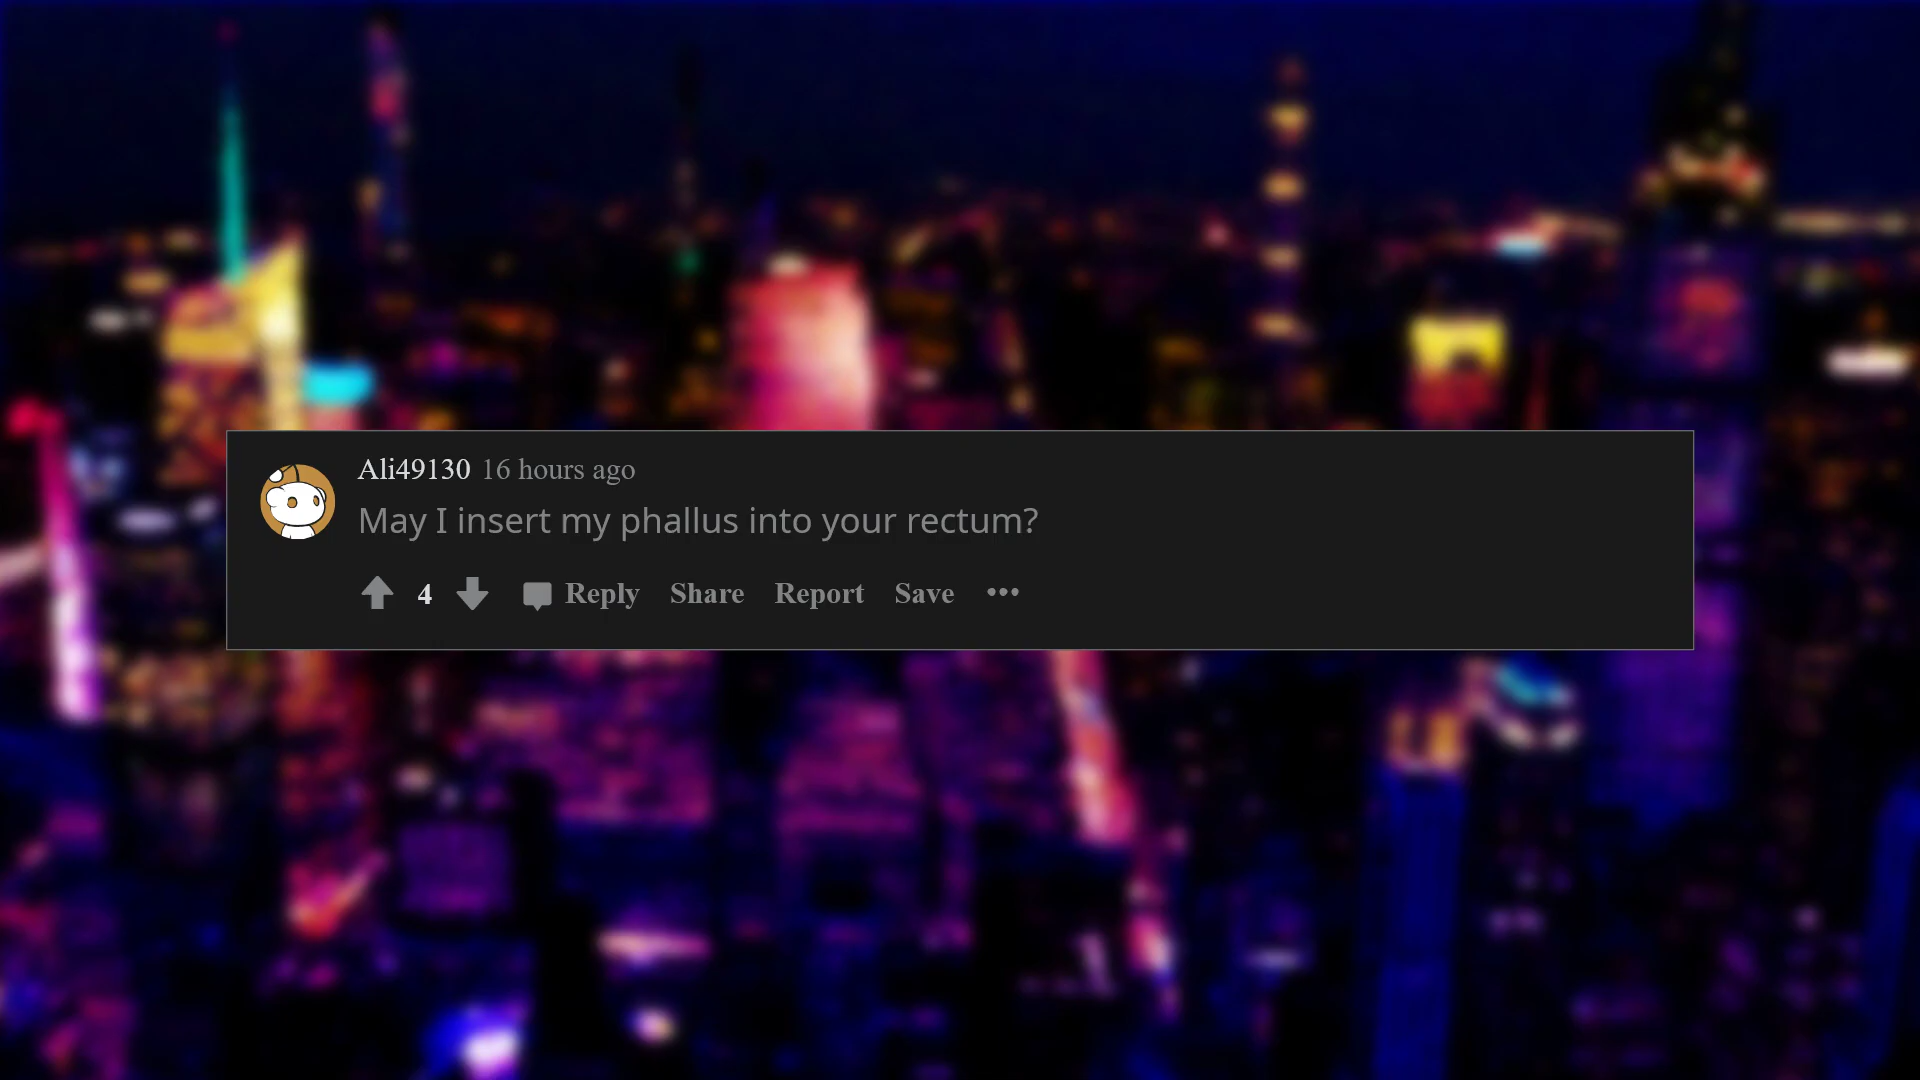 Ali49130 16 hours ago
May I insert my phallus into your rectum?
4 Reply Share Report Save •••